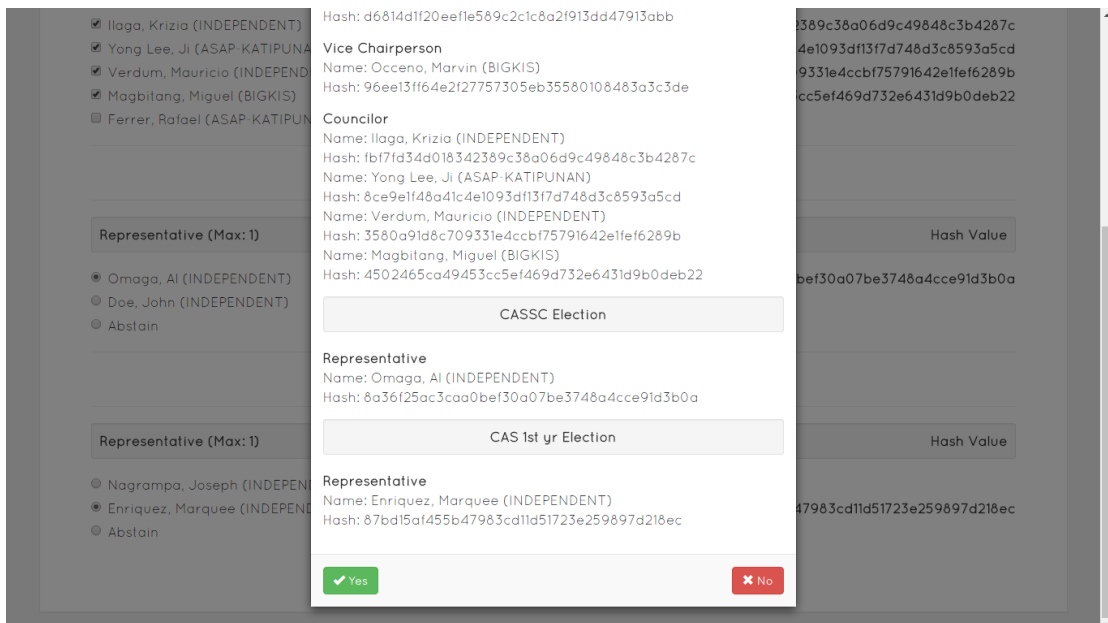 Ilaga, Krizia (INDEPENDENT)
Yong Lee, Ji (ASAP-KATIPUNA
Verdum, Mauricio (INDEPENDI
Magbitang, Miguel (BIGKIS)
Ferrer, Rafael (ASAP-KATIPUN
Representative (Max: 1)
Omaga, Al (INDEPENDENT)
Doe, John (INDEPENDENT)
Abstain
Representative (Max: 1)
Nagrampa, Joseph (INDEPENI
Enriquez, Marquee (INDEPEND
Abstain
Hash: d6814d1f20eef1e589c2c1c8a2f913dd47913abb
Vice Chairperson
Name: Occeno, Marvin (BIGKIS)
Hash: 96ee13ff64e2f27757305eb35580108483a3c3de
Councilor
Name: Ilaga, Krizia (INDEPENDENT)
Hash: fbf7fd34d018342389c38a06d9c49848c3b4287c
Name: Yong Lee, Ji (ASAP-KATIPUNAN)
Hash: 8ce9e1f48a41c4e1093df13f7d748d3c8593a5cd
Name: Verdum, Mauricio (INDEPENDENT)
Hash: 3580a91d8c709331e4ccbf75791642e1fef6289b
Name: Magbitang, Miguel (BIGKIS)
Hash: 4502465ca49453cc5ef469d732e6431d9b0deb22
CASSC Election
Representative
Name: Omaga, Al (INDEPENDENT)
Hash: 8a36f25ac3caa0bef30a07be3748a4cce91d3b0a
CAS 1st yr Election
Representative
Name: Enriquez, Marquee (INDEPENDENT)
Hash: 87bd15af455b47983cd11d51723e259897d218ec
Yes
No
2389c38a06d9c49848c3b4287c
4e1093df13f7d748d3c8593a5cd
9331e4ccbf75791642e1fef6289b
cc5ef469d732e6431d9b0deb22
Hash Value
bef30a07be3748a4cce91d3b0a
Hash Value
47983cd11d51723e259897d218ec